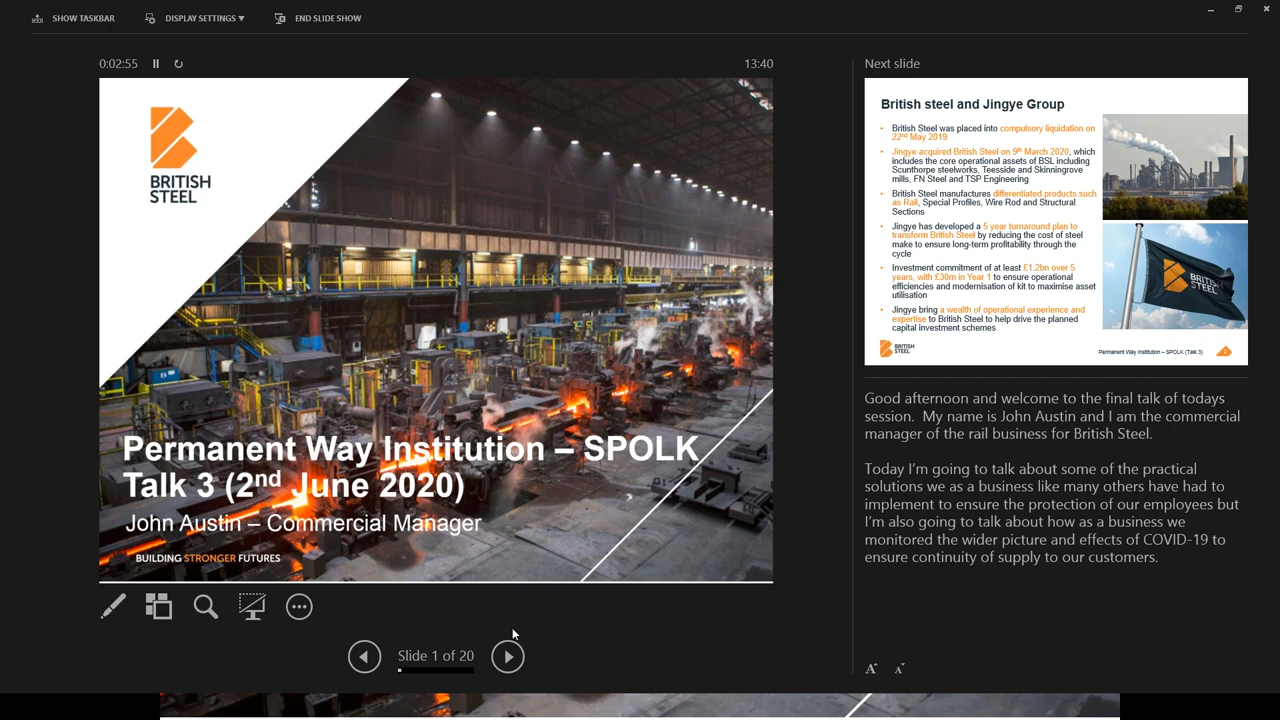 SHOW TASKBAR
DISPLAY SETTINGS ▼
END SLIDE SHOW
0:02:55
13:40
Next slide
BRITISH
STEEL
Permanent Way Institution – SPOLK
Talk 3 (2nd June 2020)
John Austin – Commercial Manager
BUILDING STRONGER FUTURES
Slide 1 of 20
British steel and Jingye Group
• British Steel was placed into compulsory liquidation on
22nd May 2019
• Jingye acquired British Steel on 9th March 2020, which
includes the core operational assets of BSL including
Scunthorpe steelworks, Teesside and Skinningrove
mills, FN Steel and TSP Engineering
• British Steel manufactures differentiated products such
as Rail, Special Profiles, Wire Rod and Structural
Sections
• Jingye has developed a 5 year turnaround plan to
transform British Steel by reducing the cost of steel
make to ensure long-term profitability through the
cycle
• Investment commitment of at least £1.2bn over 5
years, with £30m in Year 1 to ensure operational
efficiencies and modernisation of kit to maximise asset
utilisation
• Jingye bring a wealth of operational experience and
expertise to British Steel to help drive the planned
capital investment schemes
BRITISH
STEEL
BRITISH
STEEL
Permanent Way Institution – SPOLK (Talk 3)
Good afternoon and welcome to the final talk of todays
session. My name is John Austin and I am the commercial
manager of the rail business for British Steel.
Today I'm going to talk about some of the practical
solutions we as a business like many others have had to
implement to ensure the protection of our employees but
I'm also going to talk about how as a business we
monitored the wider picture and effects of COVID-19 to
ensure continuity of supply to our customers.
A A